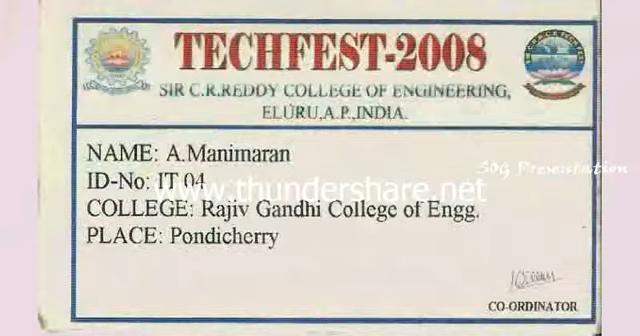 TECHFEST-2008
SIR C.R.REDDY COLLEGE OF ENGINEERING,
ELURU,A.P.,INDIA.
NAME: A.Manimaran
SOG Presentation
ID-No: IT 04
www.thundershare.net
COLLEGE: Rajiv Gandhi College of Engg.
PLACE: Pondicherry
CO-ORDINATOR